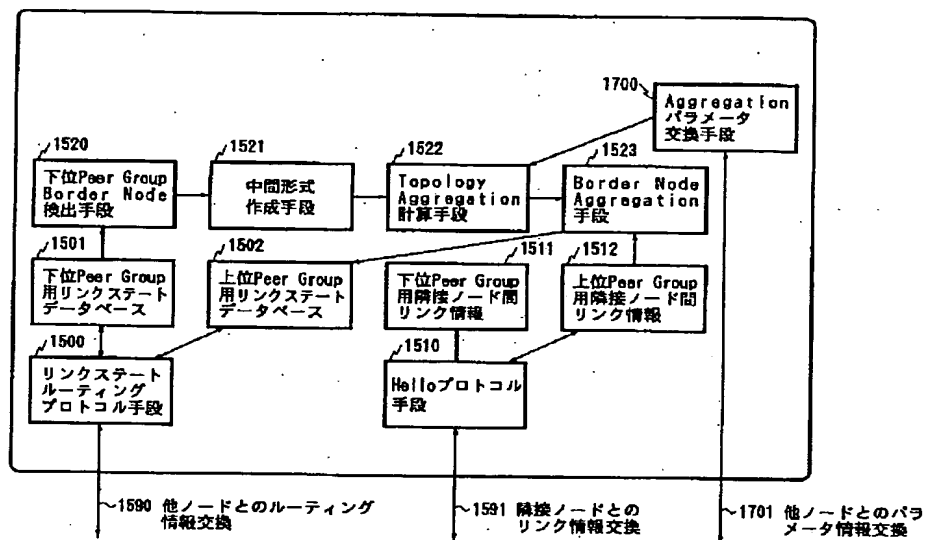 1700
Aggregation
パラメータ
交換手段
1520
下位Peer Group
Border Node
検出手段
1521
中間形式
作成手段
1522
Topology
Aggregation
計算手段
1523
Border Node
Aggregation
手段
1501
下位Peer Group
用リンクステート
データベース
1502
上位Peer Group
用リンクステート
データベース
1511
下位Peer Group
用隣接ノード間
リンク情報
1512
上位Peer Group
用隣接ノード間
リンク情報
1500
リンクステート
ルーティング
プロトコル手段
1510
Helloプロトコル
手段
1590 他ノードとのルーティング
情報交換
1591 隣接ノードとの
リンク情報交換
1701 他ノードとのパラ
メータ情報交換